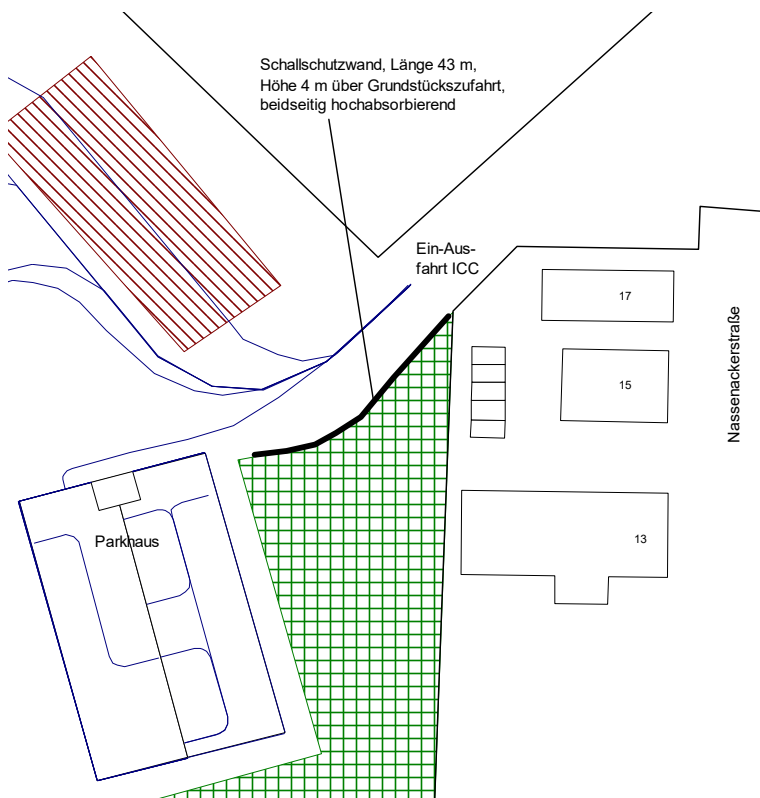 Schallschutzwand, Länge 43 m,
Höhe 4 m über Grundstückszufahrt,
beidseitig hochabsorbierend
Ein-Aus-
fahrt ICC
17
15
Nassenackerstraße
13
Parkhaus